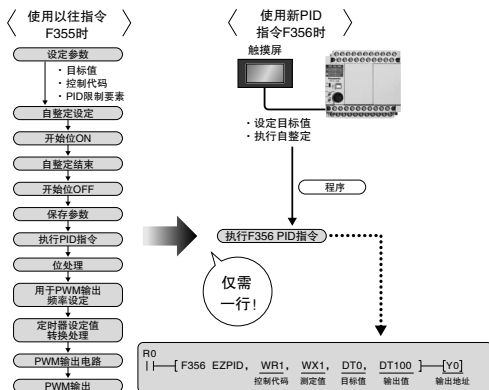 使用以往指令
F355时
设定参数
・目标值
・控制代码
・PID限制要素
自整定设定
开始位ON
自整定结束
开始位OFF
保存参数
执行PID指令
位处理
用于PWM输出
频率设定
定时器设定值
转换处理
PWM输出电路
PWM输出
使用新PID
指令F356时
触摸屏
・设定目标值
・执行自整定
程序
执行F356 PID指令
仅需
一行!
R0
F356 EZPID, WR1, WX1, DT0, DT100 [Y0]
控制代码 测定值 目标值 输出值 输出地址